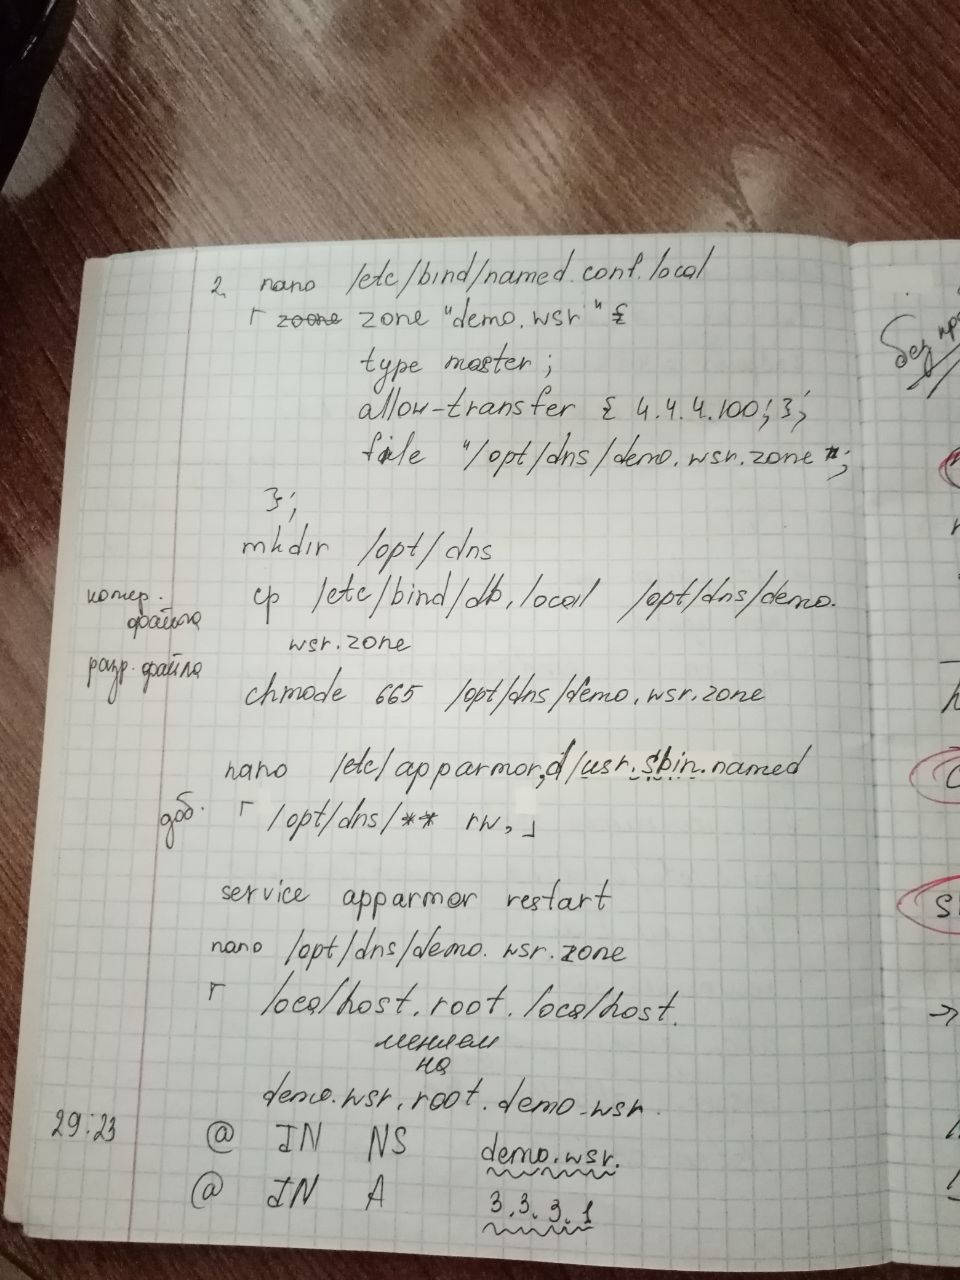 2 nano /etc/bind/named.conf.local
⌈ zoone zone "demo.wsr" {
type master;
allow-transfer { 4.4.4.100; };
file "/opt/dns/demo.wsr.zone";
};
mkdir /opt/dns
копир. файла cp /etc/bind/db.local /opt/dns/demo.
wsr.zone
разр. файла chmode 665 /opt/dns/demo.wsr.zone
nano /etc/apparmor.d/usr.sbin.named
доб. ⌈ /opt/dns/** rw, ⌋
service apparmor restart
nano /opt/dns/demo.wsr.zone
⌈ localhost. root. localhost.
меняем
на
demo.wsr. root. demo.wsr.
29:23 @ IN NS demo.wsr.
@ IN A 3.3.3.1
без
→